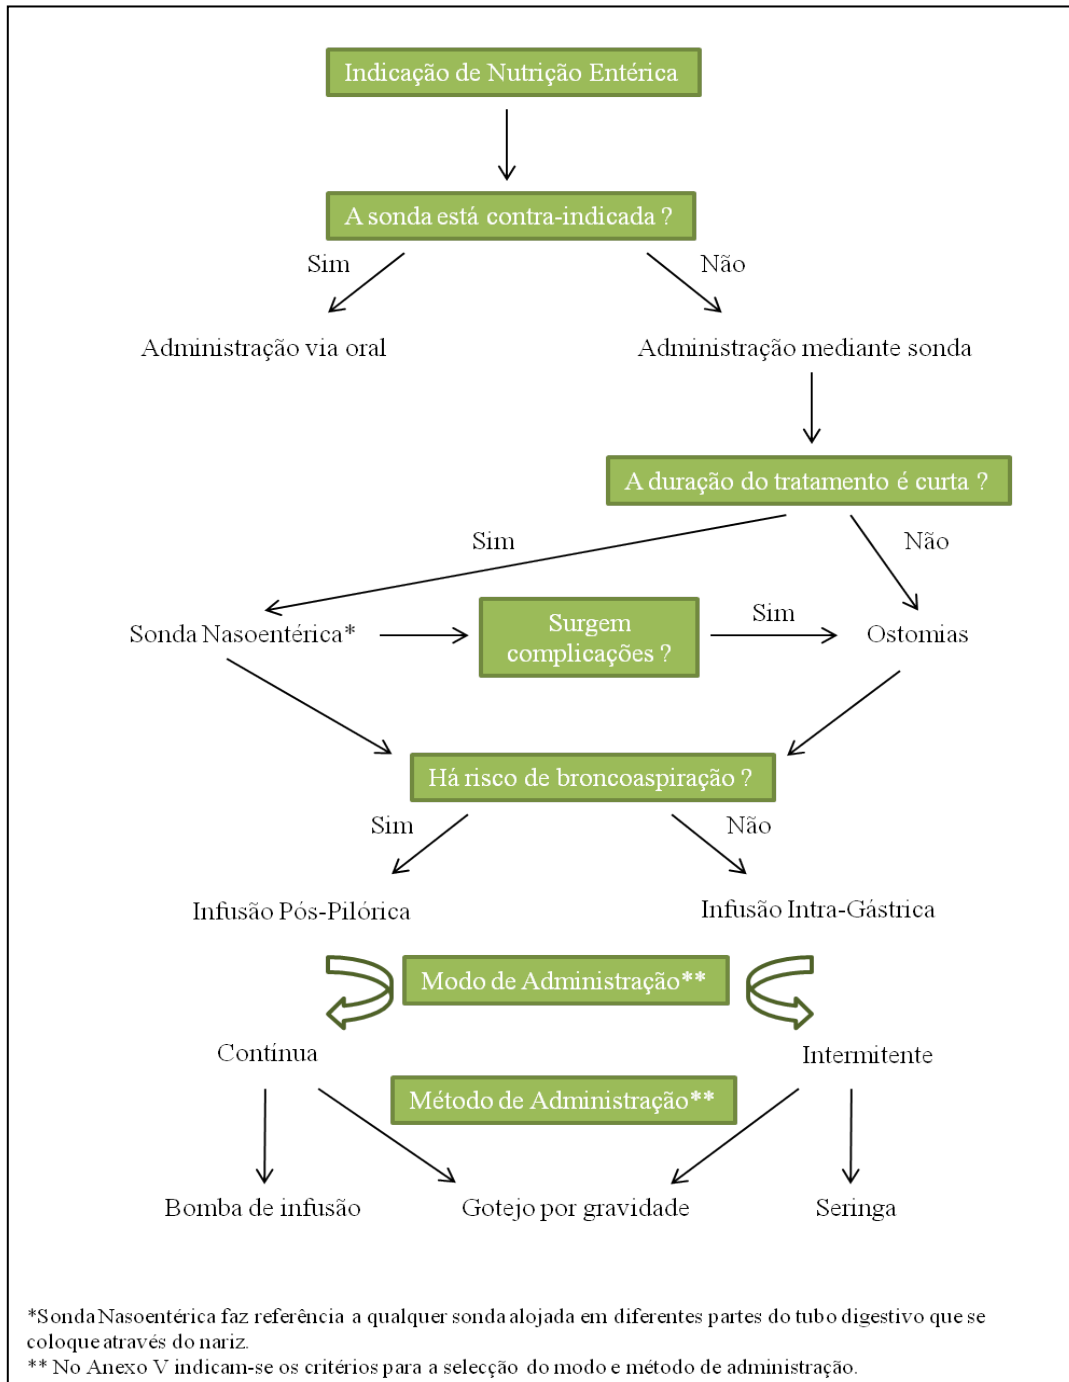 Indicação de Nutrição Entérica
A sonda está contra-indicada ?
Sim
Não
Administração via oral
Administração mediante sonda
A duração do tratamento é curta ?
Sim
Não
Sonda Nasoentérica*
Surgem
complicações ?
Sim
Ostomias
Há risco de broncoaspiração ?
Sim
Não
Infusão Pós-Pilórica
Infusão Intra-Gástrica
Modo de Administração**
Contínua
Intermitente
Método de Administração**
Bomba de infusão
Gotejo por gravidade
Seringa
*Sonda Nasoentérica faz referência a qualquer sonda alojada em diferentes partes do tubo digestivo que se
coloque através do nariz.
** No Anexo V indicam-se os critérios para a selecção do modo e método de administração.